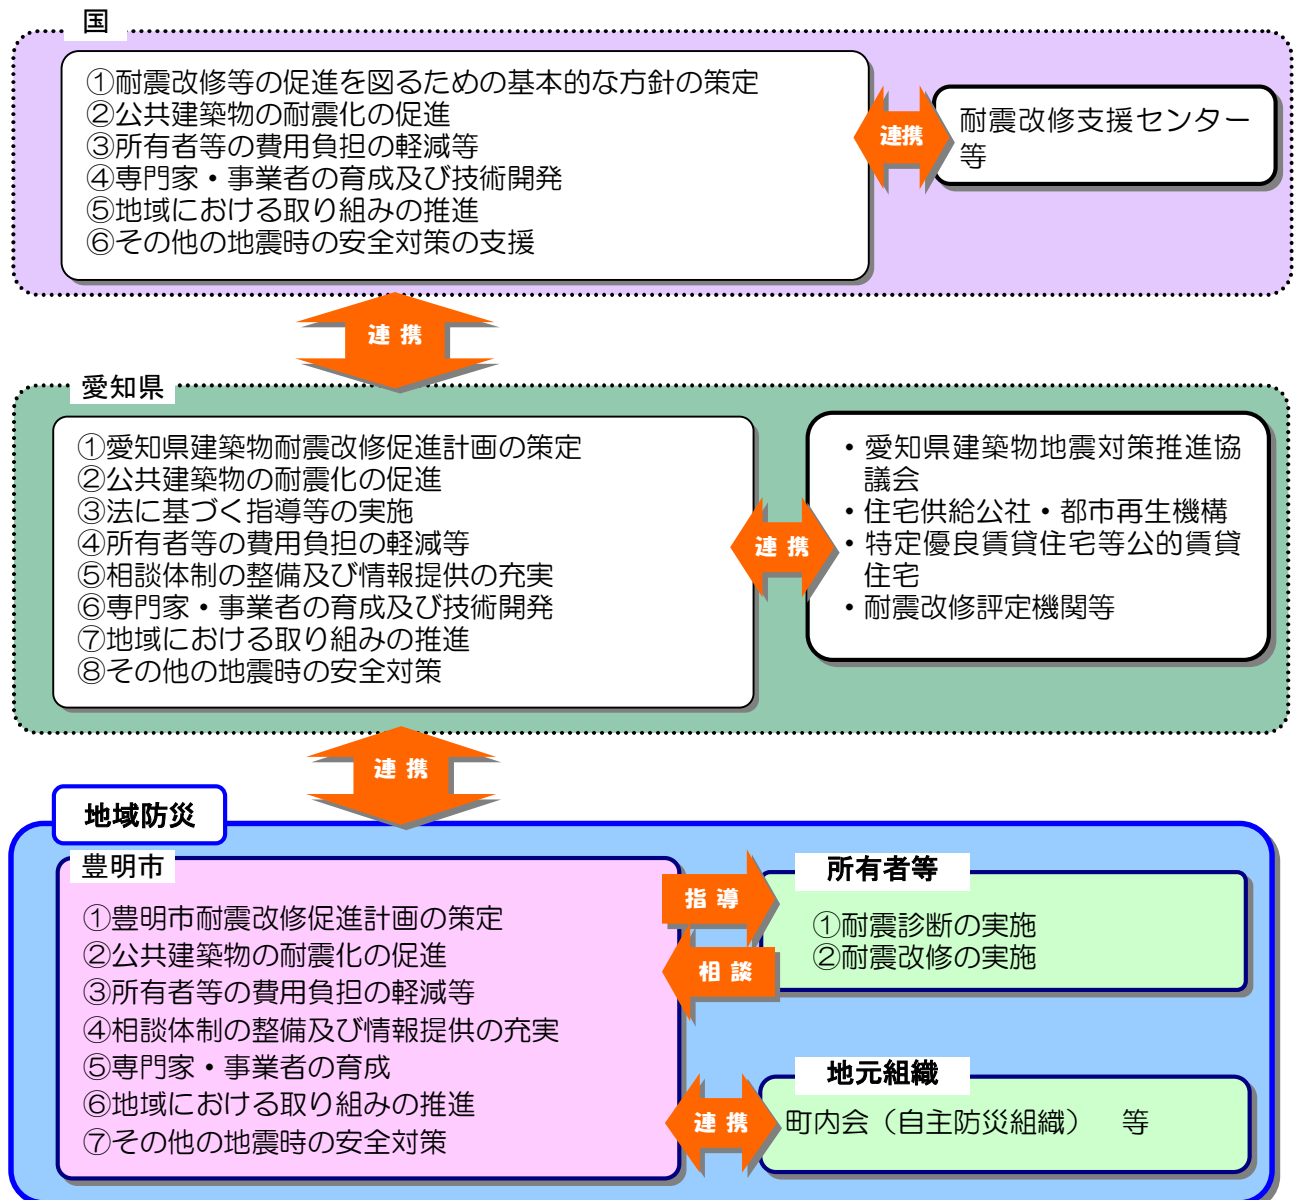 国
①耐震改修等の促進を図るための基本的な方針の策定
②公共建築物の耐震化の促進
③所有者等の費用負担の軽減等
④専門家・事業者の育成及び技術開発
⑤地域における取り組みの推進
⑥その他の地震時の安全対策の支援
連携
耐震改修支援センター
等
連 携
愛知県
①愛知県建築物耐震改修促進計画の策定
②公共建築物の耐震化の促進
③法に基づく指導等の実施
④所有者等の費用負担の軽減等
⑤相談体制の整備及び情報提供の充実
⑥専門家・事業者の育成及び技術開発
⑦地域における取り組みの推進
⑧その他の地震時の安全対策
連 携
・愛知県建築物地震対策推進協
議会
・住宅供給公社・都市再生機構
・特定優良賃貸住宅等公的賃貸
住宅
・耐震改修評定機関等
連 携
地域防災
豊明市
①豊明市耐震改修促進計画の策定
②公共建築物の耐震化の促進
③所有者等の費用負担の軽減等
④相談体制の整備及び情報提供の充実
⑤専門家・事業者の育成
⑥地域における取り組みの推進
⑦その他の地震時の安全対策
指 導
相 談
所有者等
①耐震診断の実施
②耐震改修の実施
連 携
地元組織
町内会（自主防災組織） 等